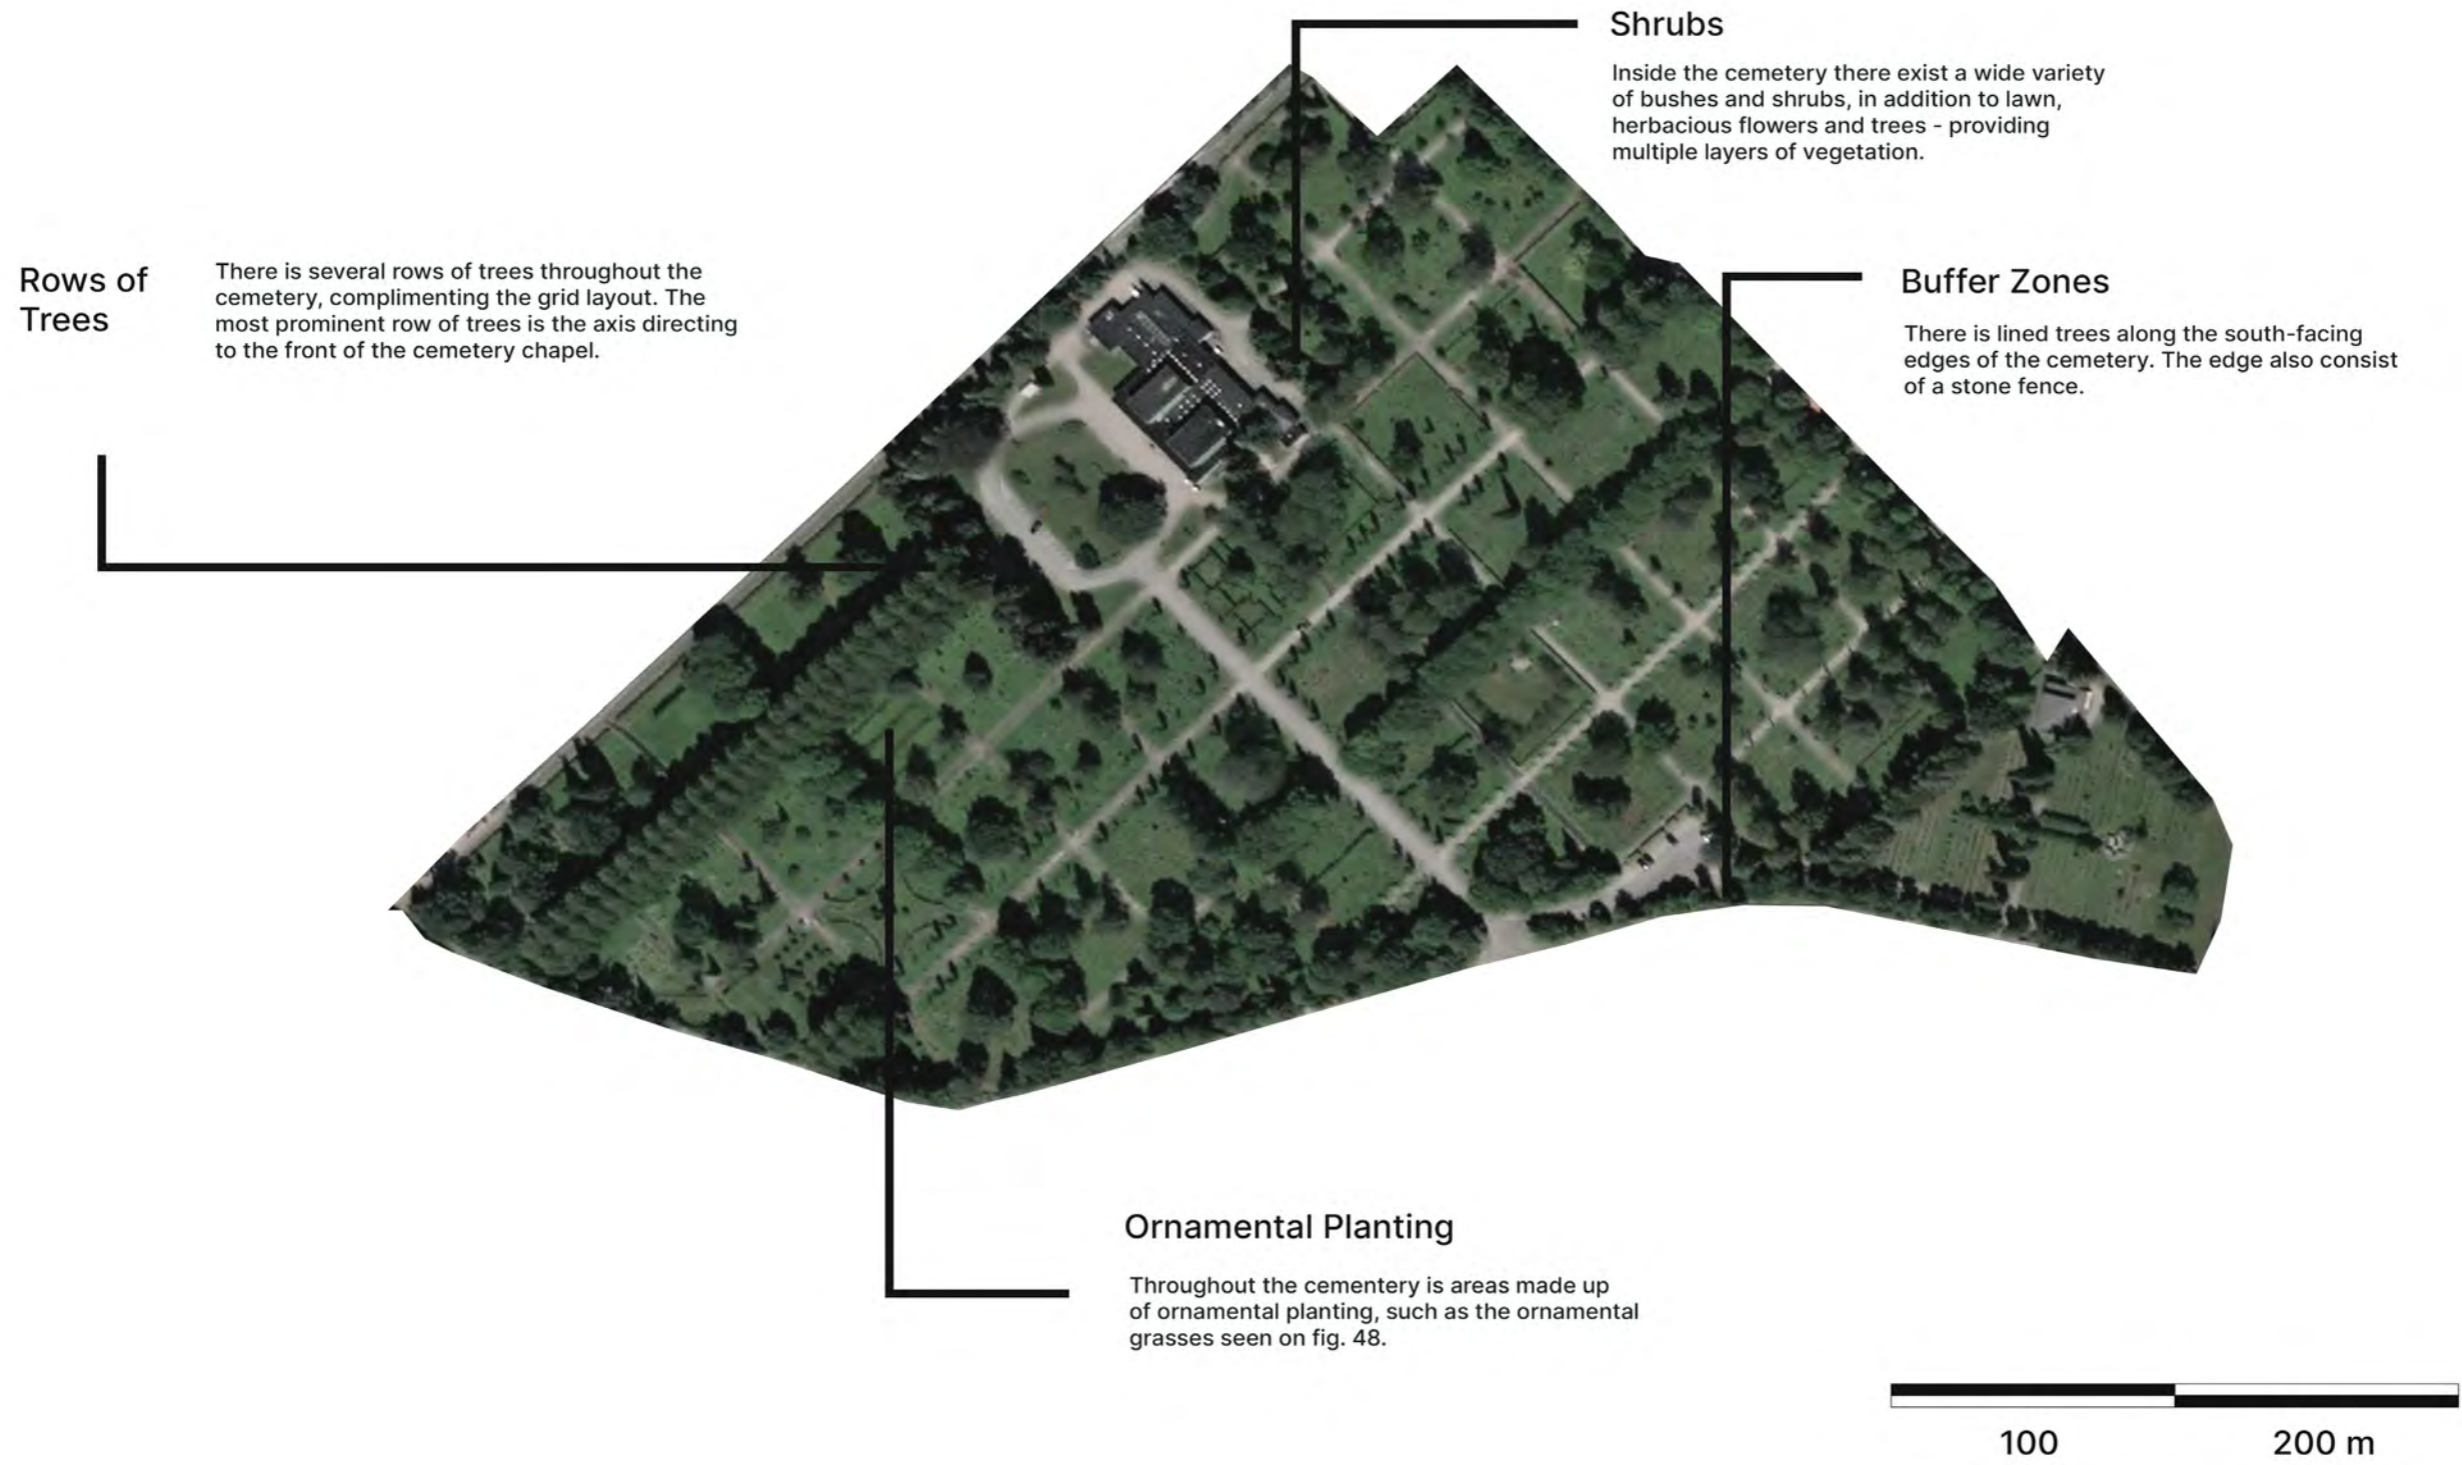 Shrubs
Inside the cemetery there exist a wide variety
of bushes and shrubs, in addition to lawn,
herbacious flowers and trees - providing
multiple layers of vegetation.
Rows of
Trees
There is several rows of trees throughout the
cemetery, complimenting the grid layout. The
most prominent row of trees is the axis directing
to the front of the cemetery chapel.
Buffer Zones
There is lined trees along the south-facing
edges of the cemetery. The edge also consist
of a stone fence.
Ornamental Planting
Throughout the cementery is areas made up
of ornamental planting, such as the ornamental
grasses seen on fig. 48.
100
200 m